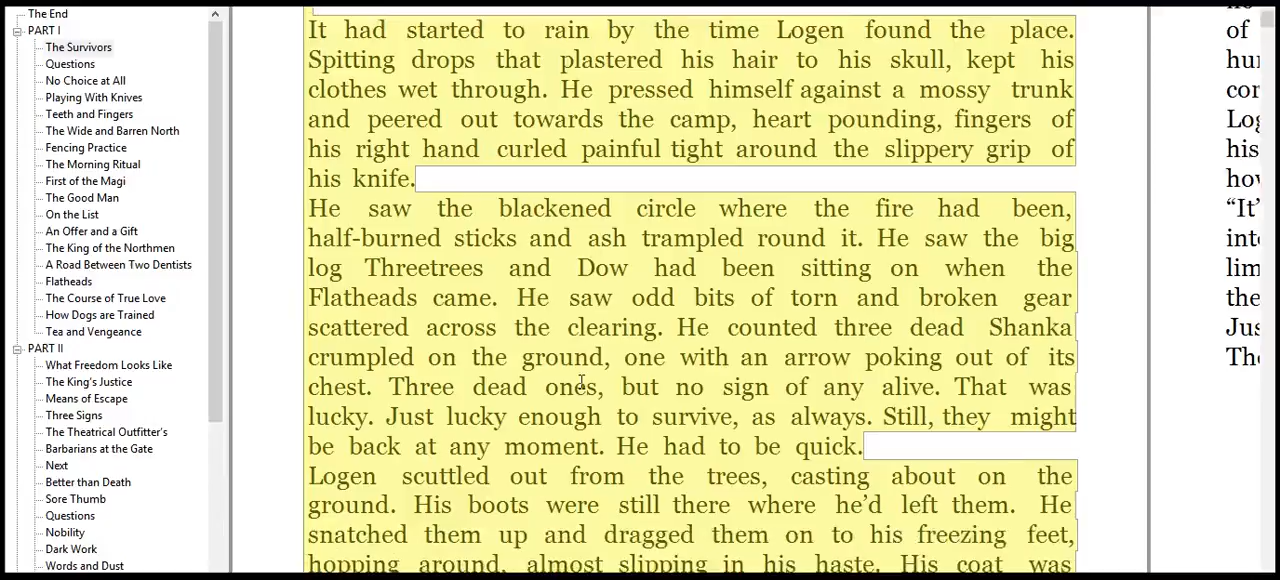 The End
PART I
The Survivors
Questions
No Choice at All
Playing With Knives
Teeth and Fingers
The Wide and Barren North
Fencing Practice
The Morning Ritual
First of the Magi
The Good Man
On the List
An Offer and a Gift
The King of the Northmen
A Road Between Two Dentists
Flatheads
The Course of True Love
How Dogs are Trained
Tea and Vengeance
PART II
What Freedom Looks Like
The King's Justice
Means of Escape
Three Signs
The Theatrical Outfitter's
Barbarians at the Gate
Next
Better than Death
Sore Thumb
Questions
Nobility
Dark Work
Words and Dust
It had started to rain by the time Logen found the place.
Spitting drops that plastered his hair to his skull, kept his
clothes wet through. He pressed himself against a mossy trunk
and peered out towards the camp, heart pounding, fingers of
his right hand curled painful tight around the slippery grip of
his knife.
He saw the blackened circle where the fire had been,
half-burned sticks and ash trampled round it. He saw the big
log Threetrees and Dow had been sitting on when the
Flatheads came. He saw odd bits of torn and broken gear
scattered across the clearing. He counted three dead Shanka
crumpled on the ground, one with an arrow poking out of its
chest. Three dead ones, but no sign of any alive. That was
lucky. Just lucky enough to survive, as always. Still, they might
be back at any moment. He had to be quick.
Logen scuttled out from the trees, casting about on the
ground. His boots were still there where he’d left them. He
snatched them up and dragged them on to his freezing feet,
hopping around, almost slipping in his haste. His coat was
of
his
“It’
the